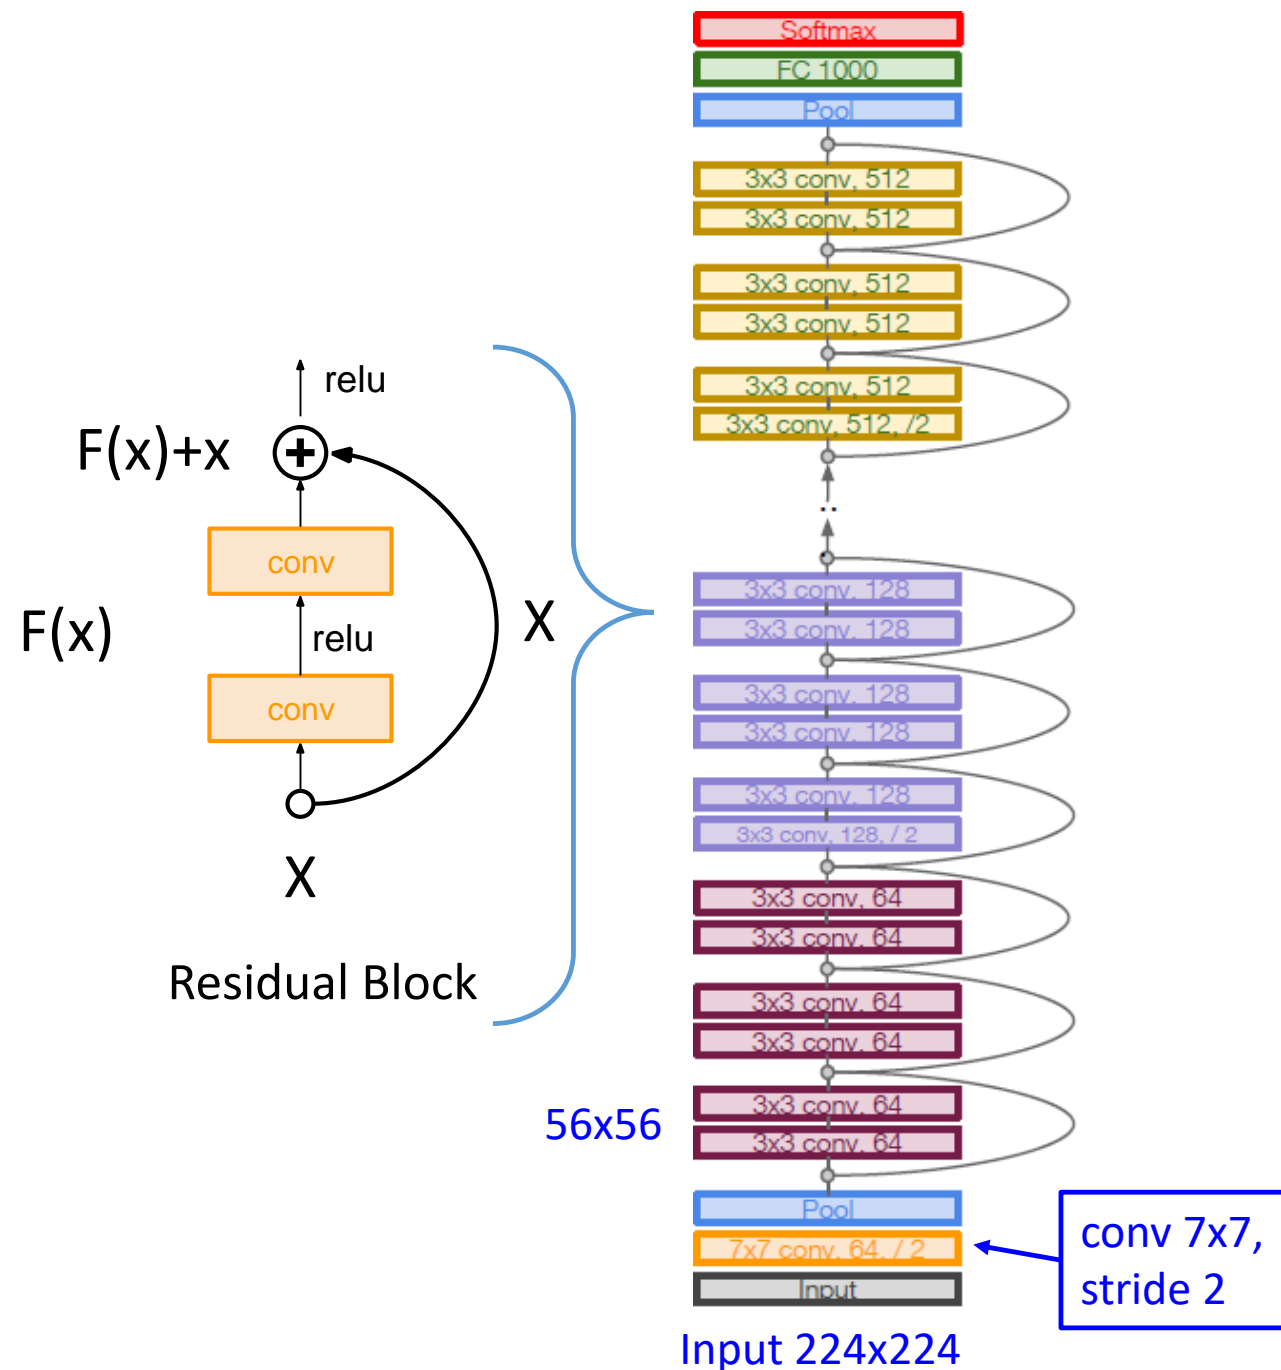 relu
F(x)+x
+
conv
F(x)
relu
X
conv
X
Residual Block
Softmax
FC 1000
Pool
3x3 conv, 512
3x3 conv, 512
3x3 conv, 512
3x3 conv, 512
3x3 conv, 512
3x3 conv, 512, /2
..
3x3 conv, 128
3x3 conv, 128
3x3 conv, 128
3x3 conv, 128
3x3 conv, 128
3x3 conv, 128, / 2
3x3 conv, 64
3x3 conv, 64
3x3 conv, 64
3x3 conv, 64
3x3 conv, 64
3x3 conv, 64
56x56
Pool
7x7 conv, 64, / 2
Input
Input 224x224
conv 7x7,
stride 2